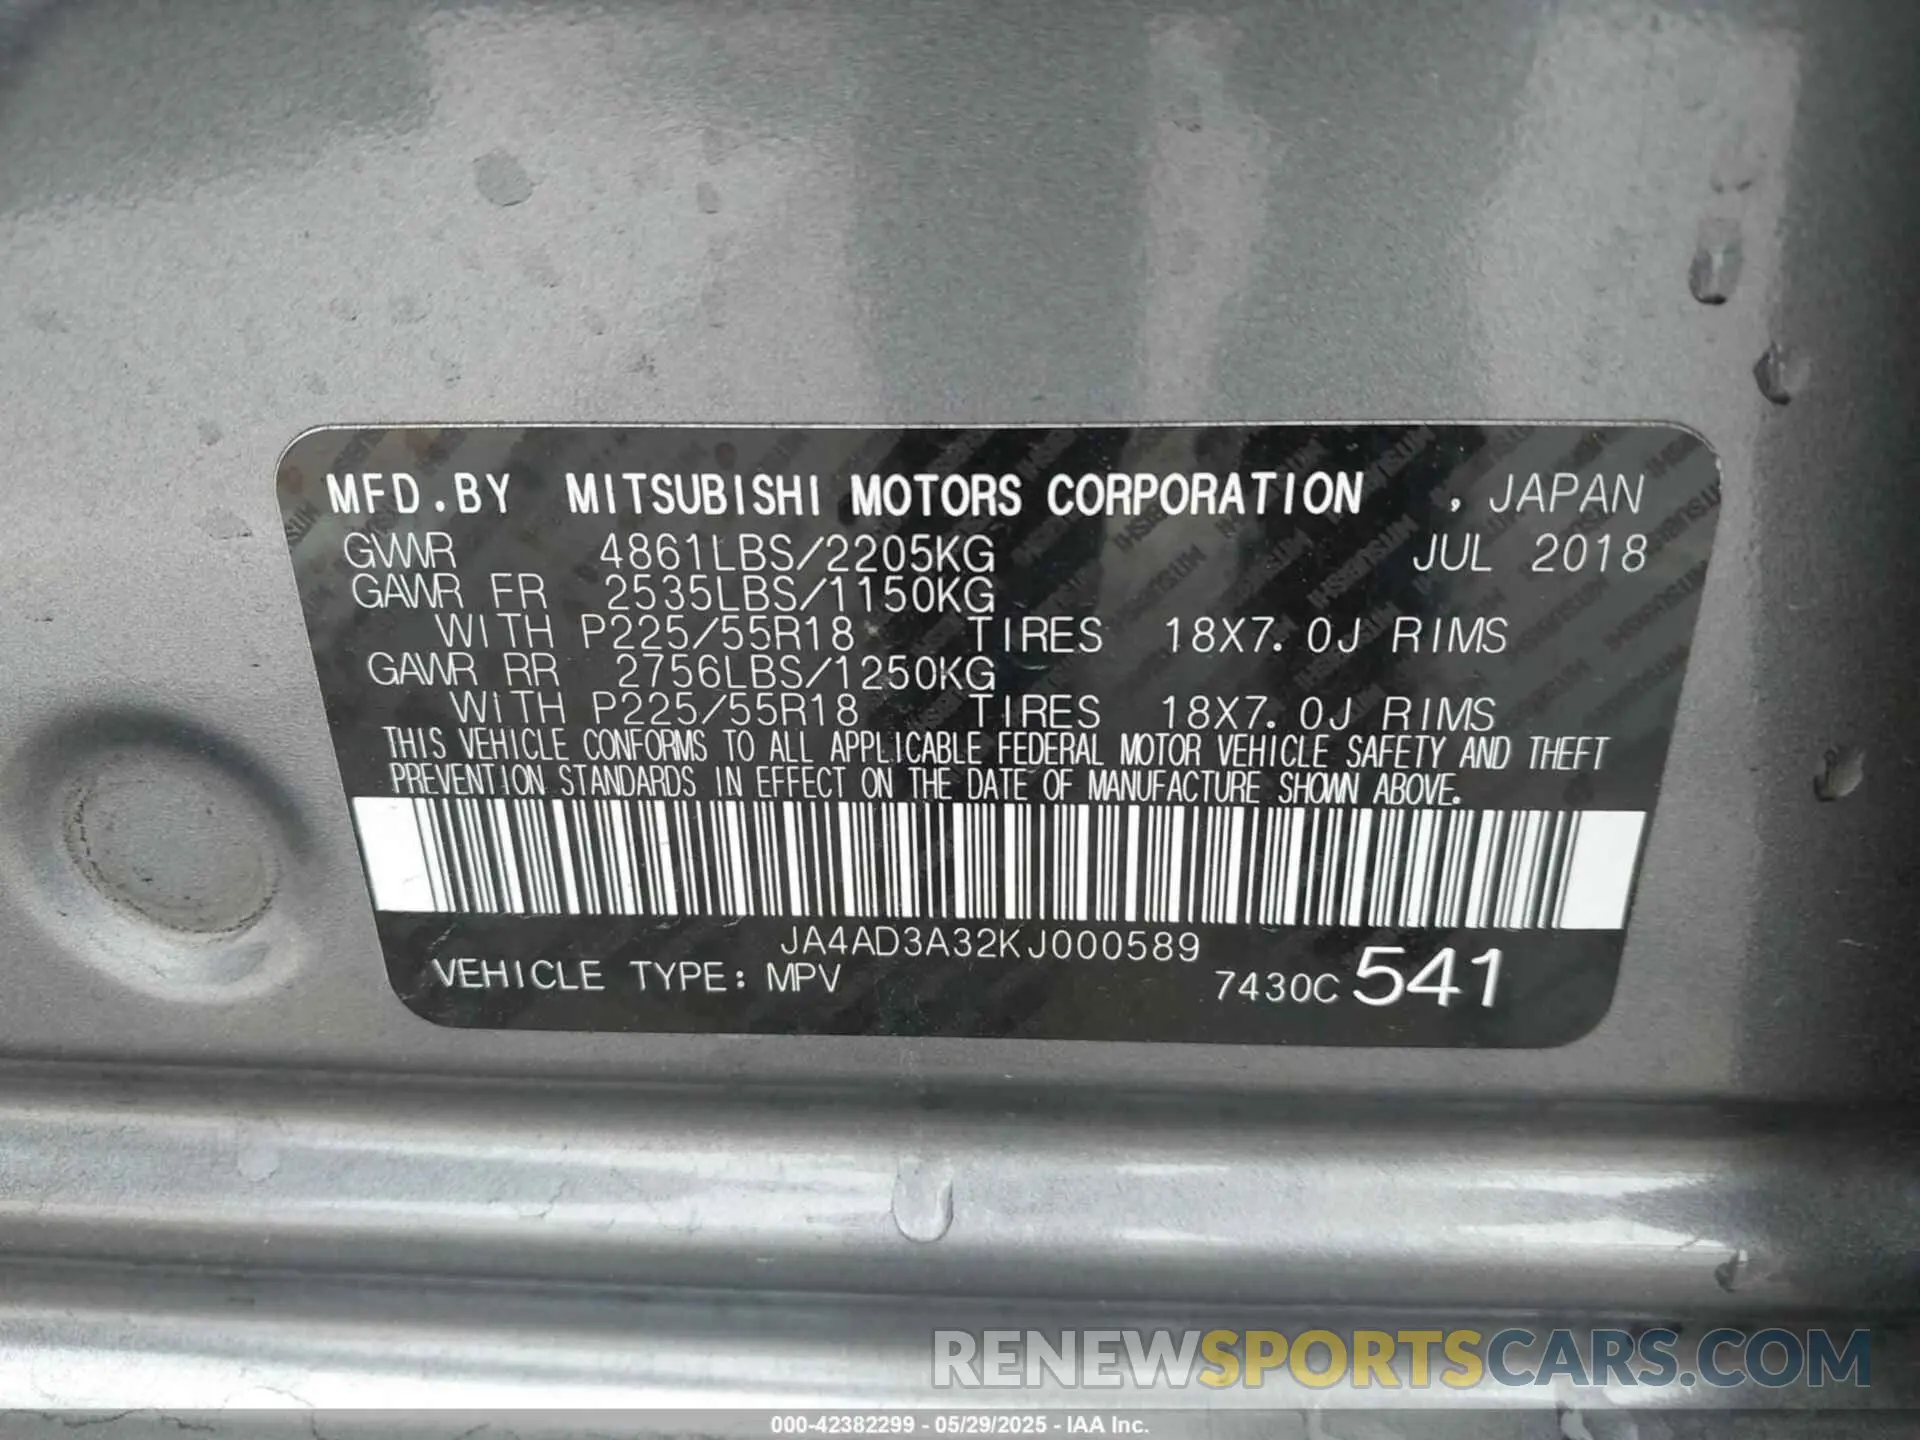 MFD.BY MITSUBISHI MOTORS CORPORATION , JAPAN
GVWR 4861LBS/2205KG JUL 2018
GAWR FR 2535LBS/1150KG
WITH P225/55R18 TIRES 18X7.0J RIMS
GAWR RR 2756LBS/1250KG
WITH P225/55R18 TIRES 18X7.0J RIMS
THIS VEHICLE CONFORMS TO ALL APPLICABLE FEDERAL MOTOR VEHICLE SAFETY AND THEFT
PREVENTION STANDARDS IN EFFECT ON THE DATE OF MANUFACTURE SHOWN ABOVE.
JA4AD3A32KJ000589
VEHICLE TYPE: MPV 7430C 541
RENEWSPORTSCARS.COM
000-42382299 - 05/29/2025 - IAA Inc.